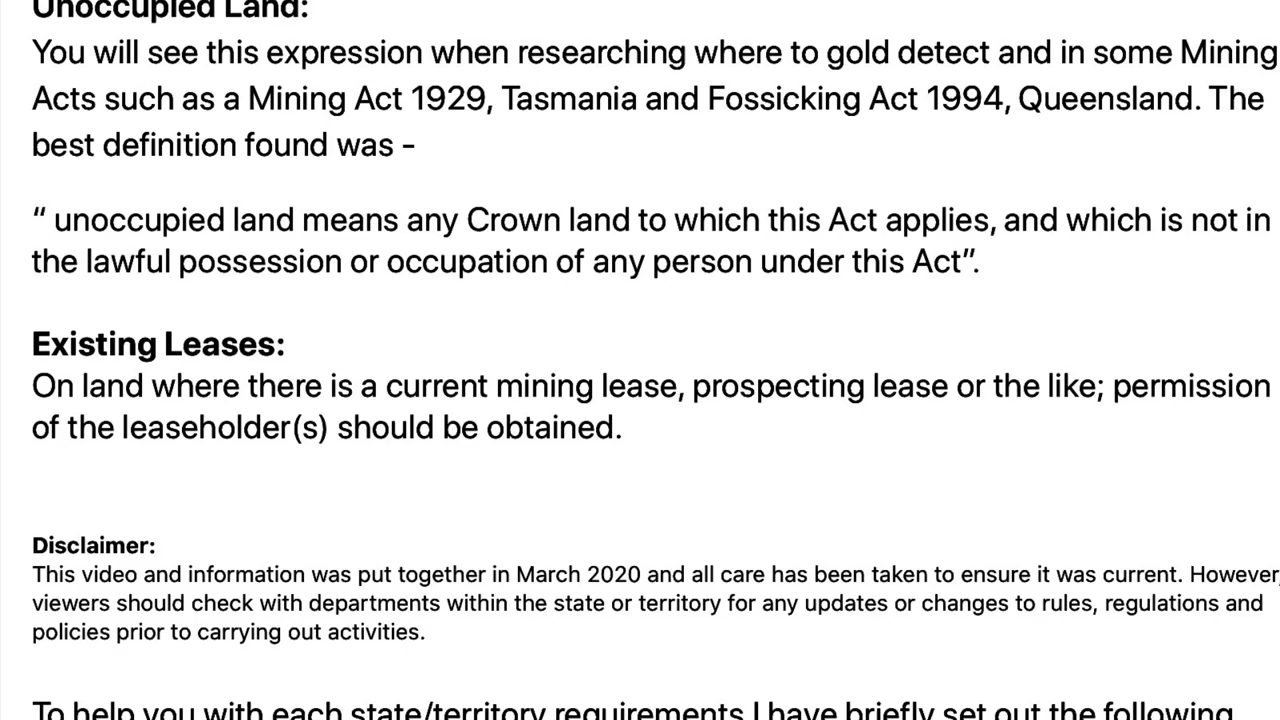 Unoccupied Land:
You will see this expression when researching where to gold detect and in some Mining
Acts such as a Mining Act 1929, Tasmania and Fossicking Act 1994, Queensland. The
best definition found was -
“ unoccupied land means any Crown land to which this Act applies, and which is not in
the lawful possession or occupation of any person under this Act”.
Existing Leases:
On land where there is a current mining lease, prospecting lease or the like; permission
of the leaseholder(s) should be obtained.
Disclaimer:
This video and information was put together in March 2020 and all care has been taken to ensure it was current. However,
viewers should check with departments within the state or territory for any updates or changes to rules, regulations and
policies prior to carrying out activities.
To help you with each state/territory requirements I have briefly set out the following